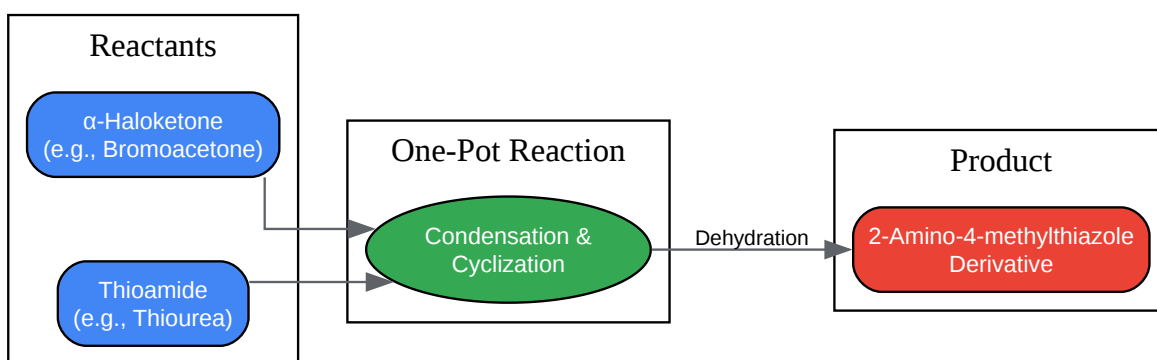 Reactants
α-Haloketone
(e.g., Bromoacetone)
Thioamide
(e.g., Thiourea)
One-Pot Reaction
Condensation &
Cyclization
Dehydration
Product
2-Amino-4-methylthiazole
Derivative